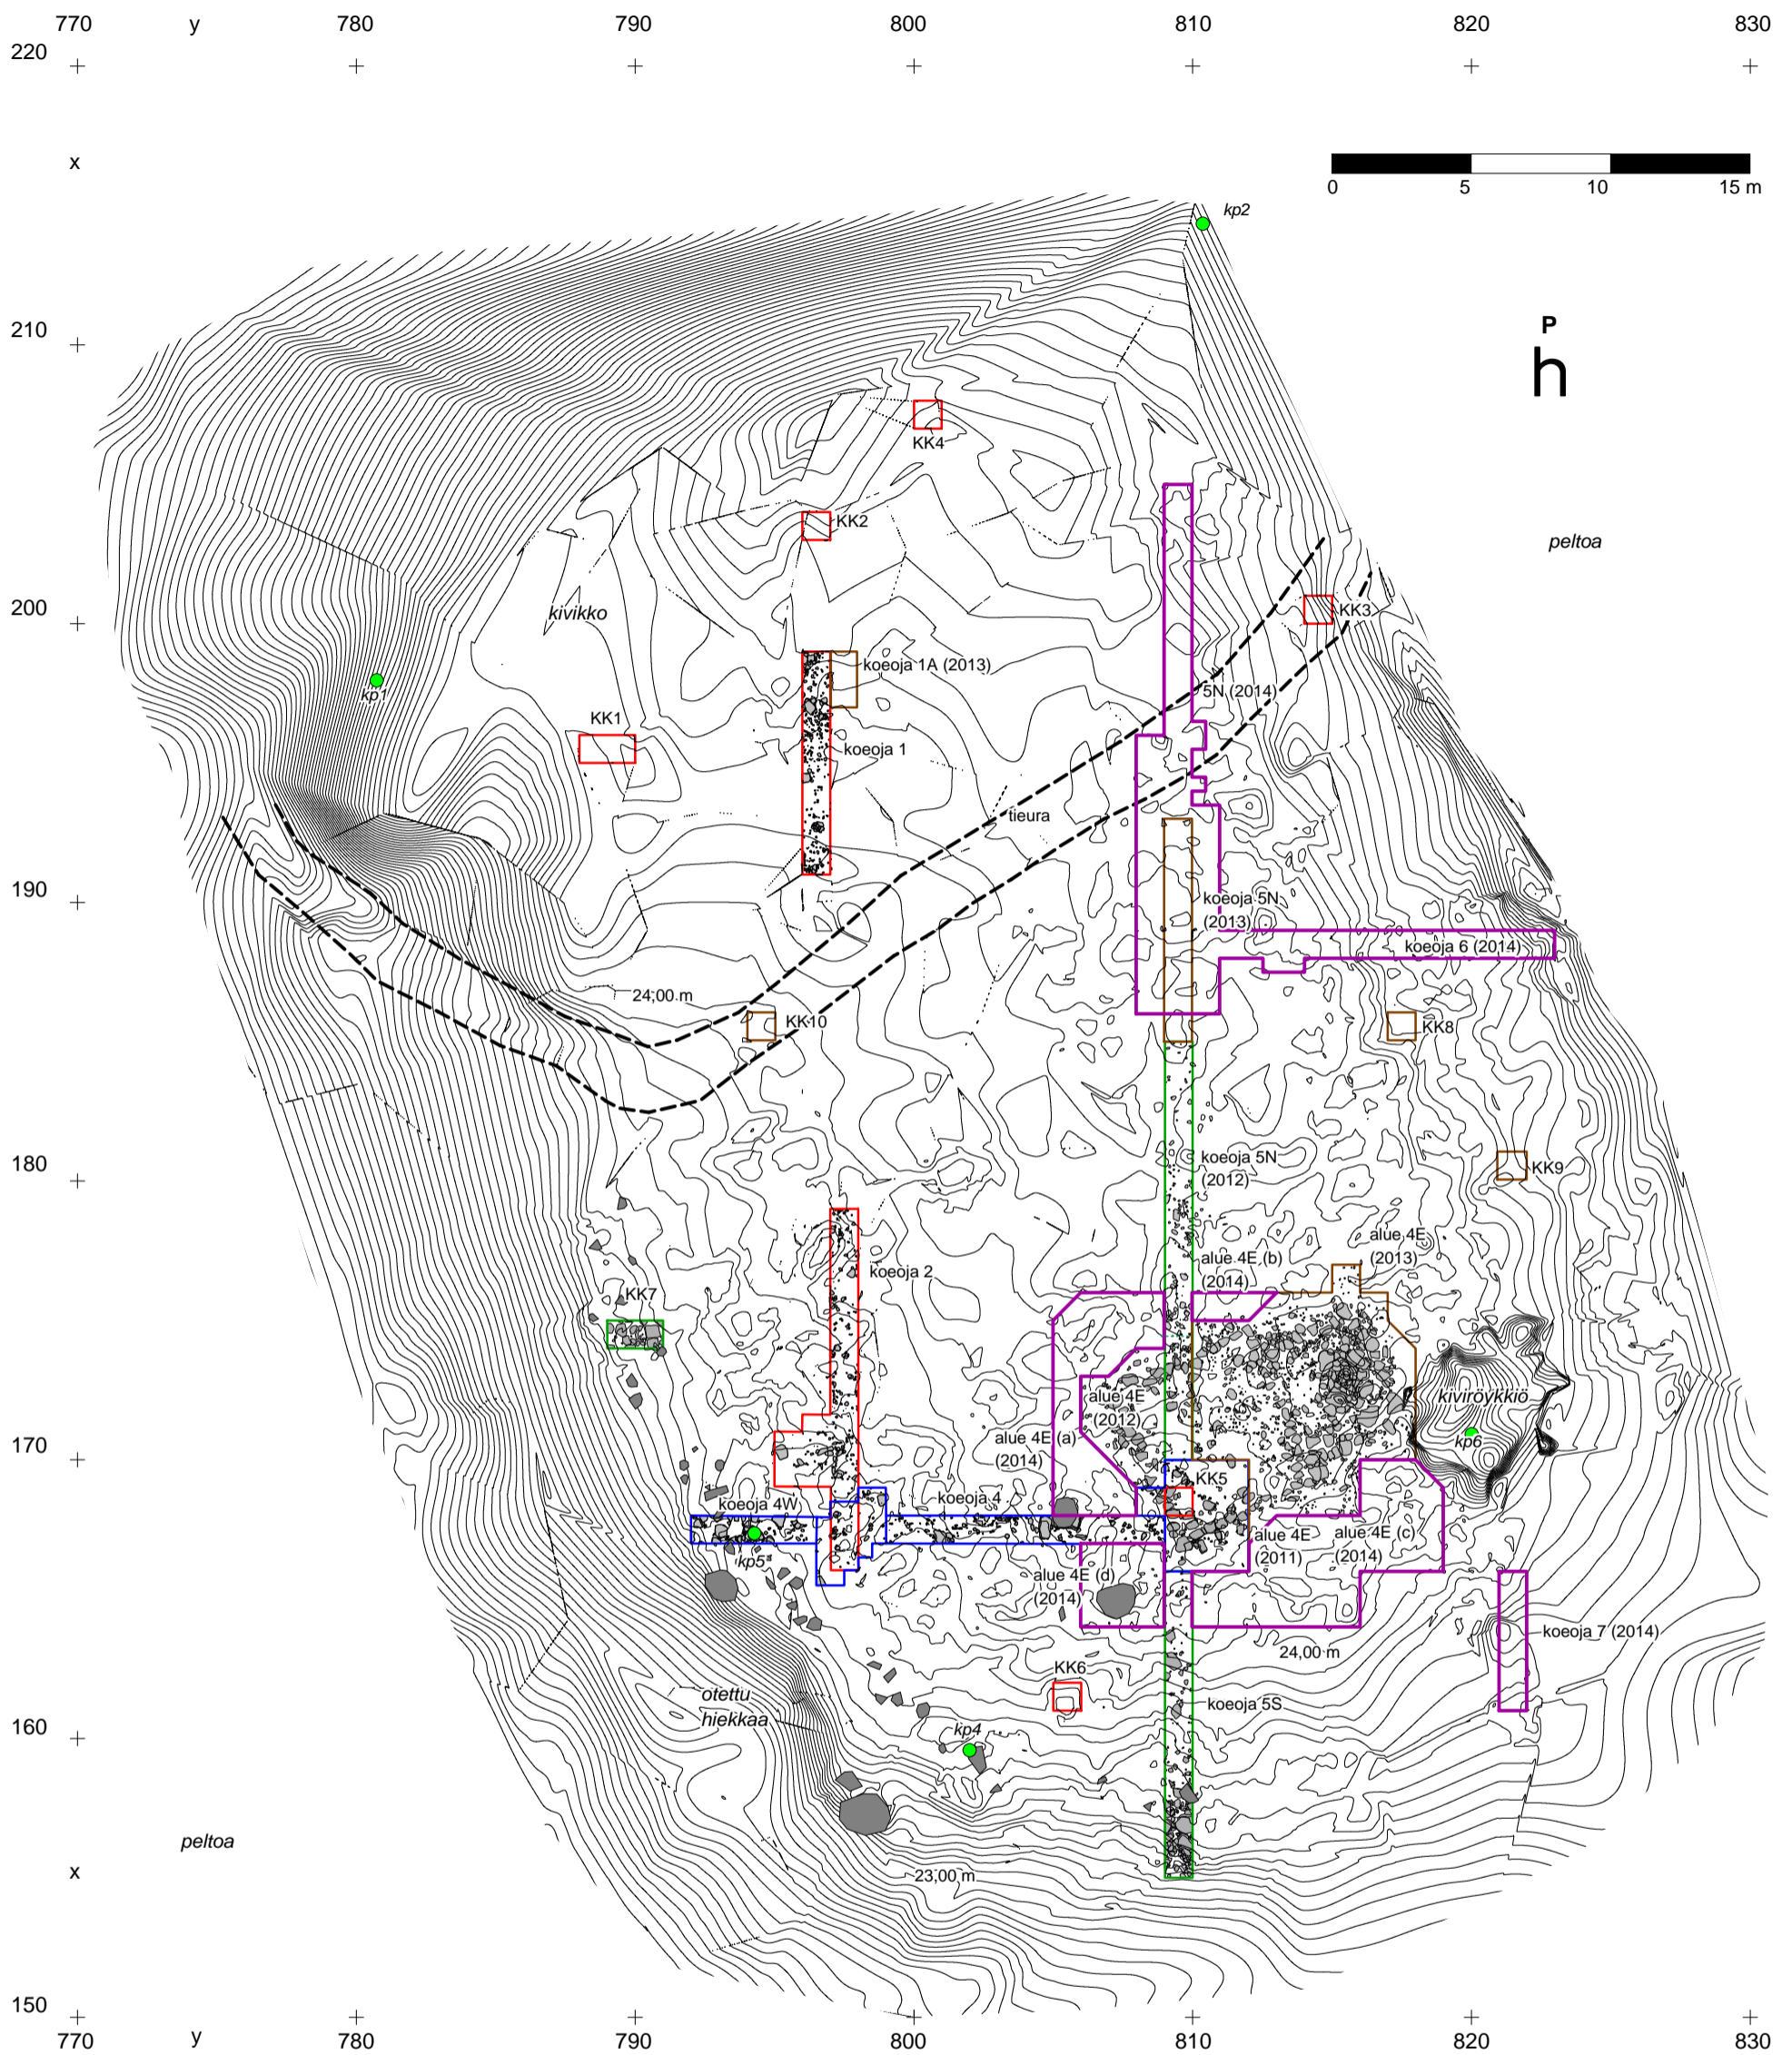 770 y 780 790 800 810 820 830
220
x
0 5 10 15 m
kp2
210
P
h
KK4
KK2
peltoa
200
kivikko
KK3
koeoja 1A (2013)
kp1
5N (2014)
KK1
koeoja 1
tieura
190
koeoja 5N
(2013)
koeoja 6 (2014)
24,00 m
KK10
KK8
180
koeoja 5N
(2012)
KK9
alue 4E
(2013)
alue 4E (b)
(2014)
koeoja 2
KK7
kiviröykkiö
alue 4E
(2012)
170
alue 4E (a)
(2014)
kp6
KK5
koeoja 4W
koeoja 4
alue 4E
(2011)
alue 4E (c)
(2014)
kp5
alue 4E (d)
(2014)
koeoja 7 (2014)
24,00 m
KK6
otettu
hiekkaa
koeoja 5S
160
kp4
peltoa
x
23,00 m
150
770 y 780 790 800 810 820 830